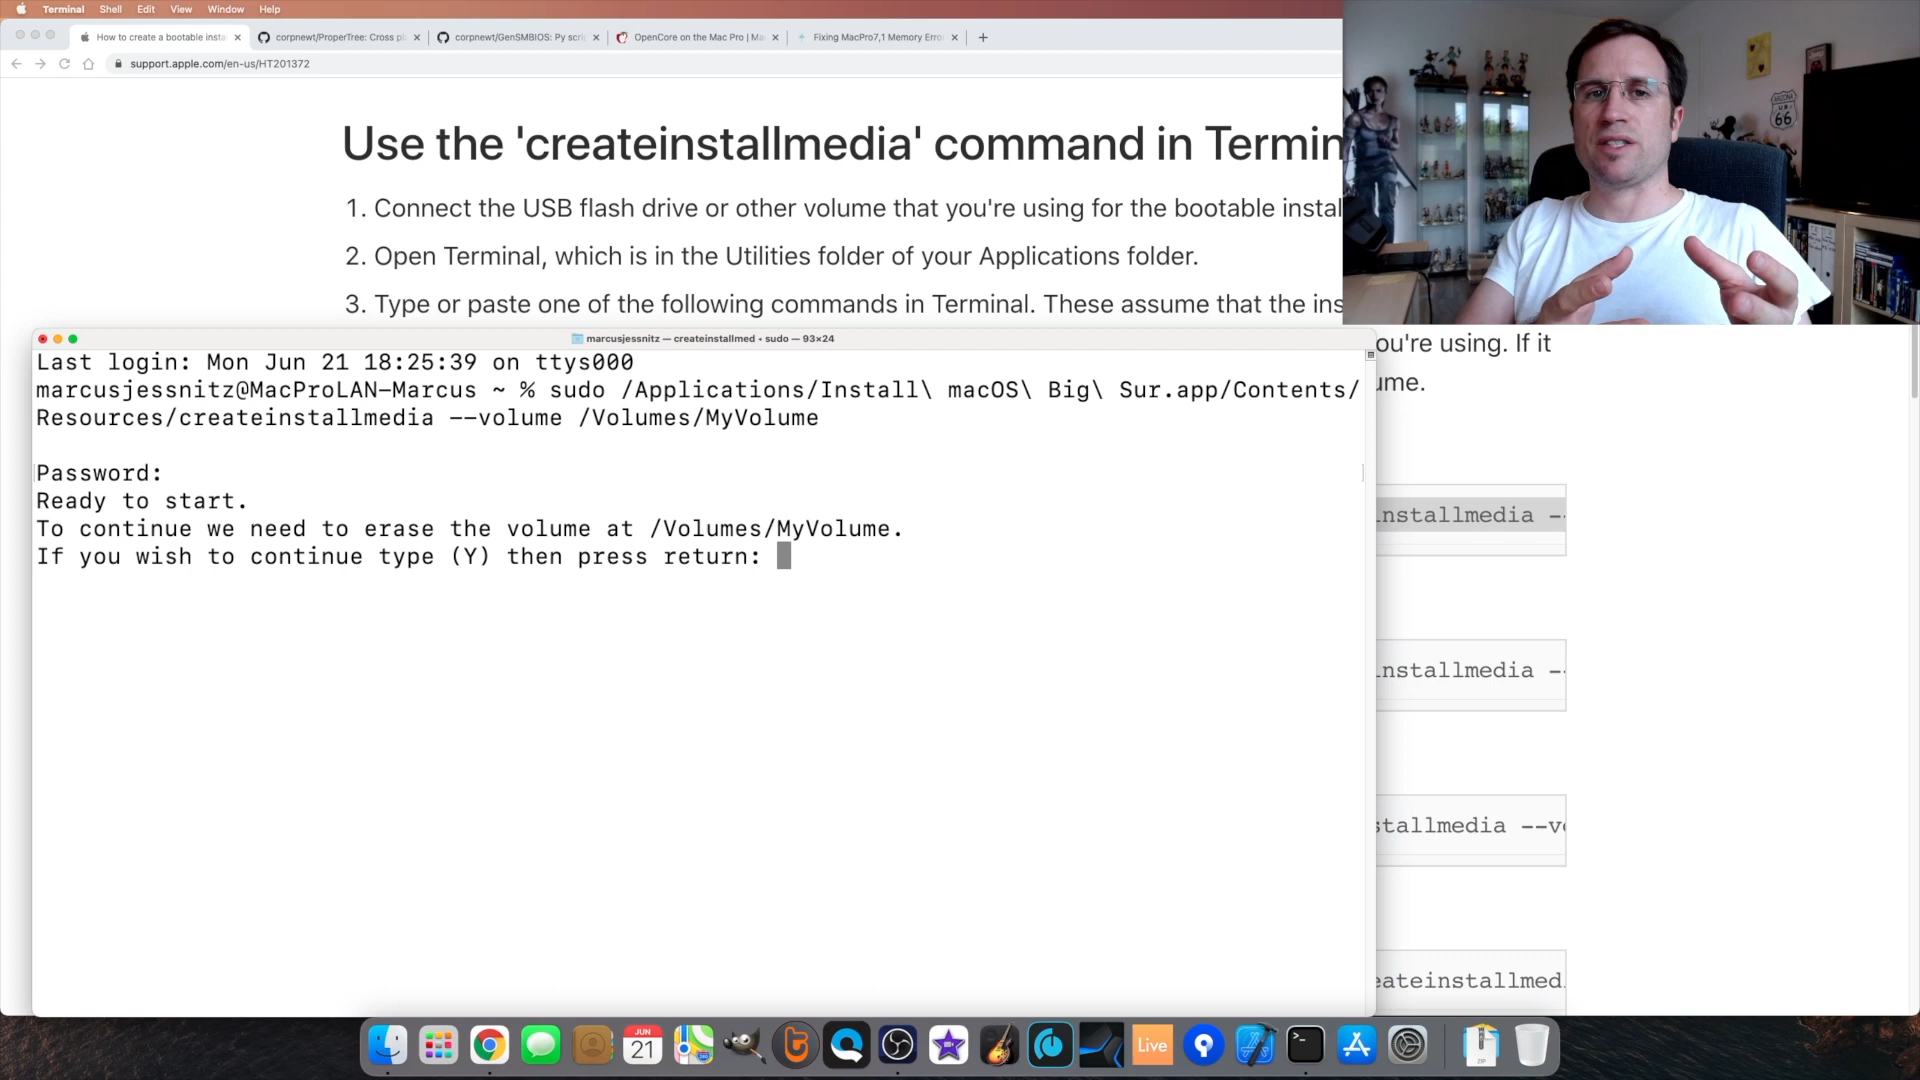 Terminal Shell Edit View Window Help
How to create a bootable insta
corpnewt/ProperTree: Cross pl
corpnewt/GenSMBIOS: Py scri
OpenCore on the Mac Pro | Ma
Fixing MacPro7,1 Memory Erro
support.apple.com/en-us/HT201372
Use the 'createinstallmedia' command in Termin
1. Connect the USB flash drive or other volume that you're using for the bootable instal
2. Open Terminal, which is in the Utilities folder of your Applications folder.
3. Type or paste one of the following commands in Terminal. These assume that the ins
ou're using. If it
ume.
marcusjessnitz — createinstallmed • sudo — 93×24
Last login: Mon Jun 21 18:25:39 on ttys000
marcusjessnitz@MacProLAN-Marcus ~ % sudo /Applications/Install\ macOS\ Big\ Sur.app/Contents/
Resources/createinstallmedia --volume /Volumes/MyVolume
Password:
Ready to start.
To continue we need to erase the volume at /Volumes/MyVolume.
If you wish to continue type (Y) then press return:
installmedia -
installmedia -
stallmedia --v
eateinstallmed
ARIZONA
US
66
JUN
21
Live
ZIP